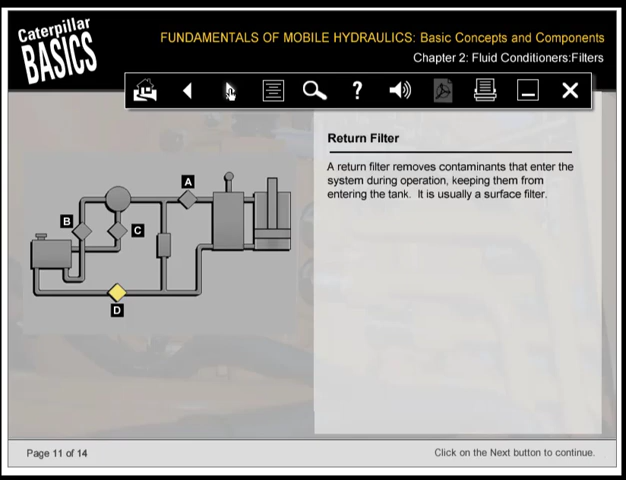 Caterpillar
BASICS
FUNDAMENTALS OF MOBILE HYDRAULICS: Basic Concepts and Components
Chapter 2: Fluid Conditioners:Filters
?
Return Filter
A return filter removes contaminants that enter the
system during operation, keeping them from
entering the tank. It is usually a surface filter.
A
B
C
D
Page 11 of 14
Click on the Next button to continue.